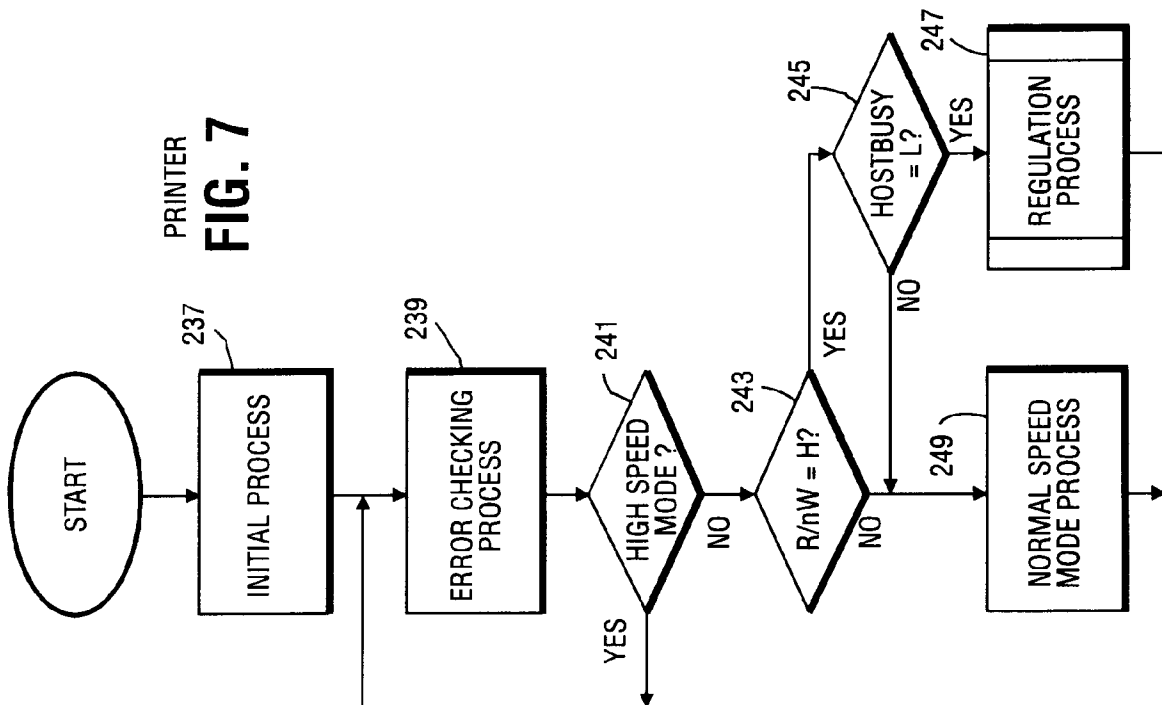 PRINTER
FIG. 7
START
237
INITIAL PROCESS
239
ERROR CHECKING
PROCESS
241
HIGH SPEED
MODE ?
YES
NO
243
R/nW = H?
YES
NO
245
HOSTBUSY
= L?
NO
YES
247
REGULATION
PROCESS
249
NORMAL SPEED
MODE PROCESS